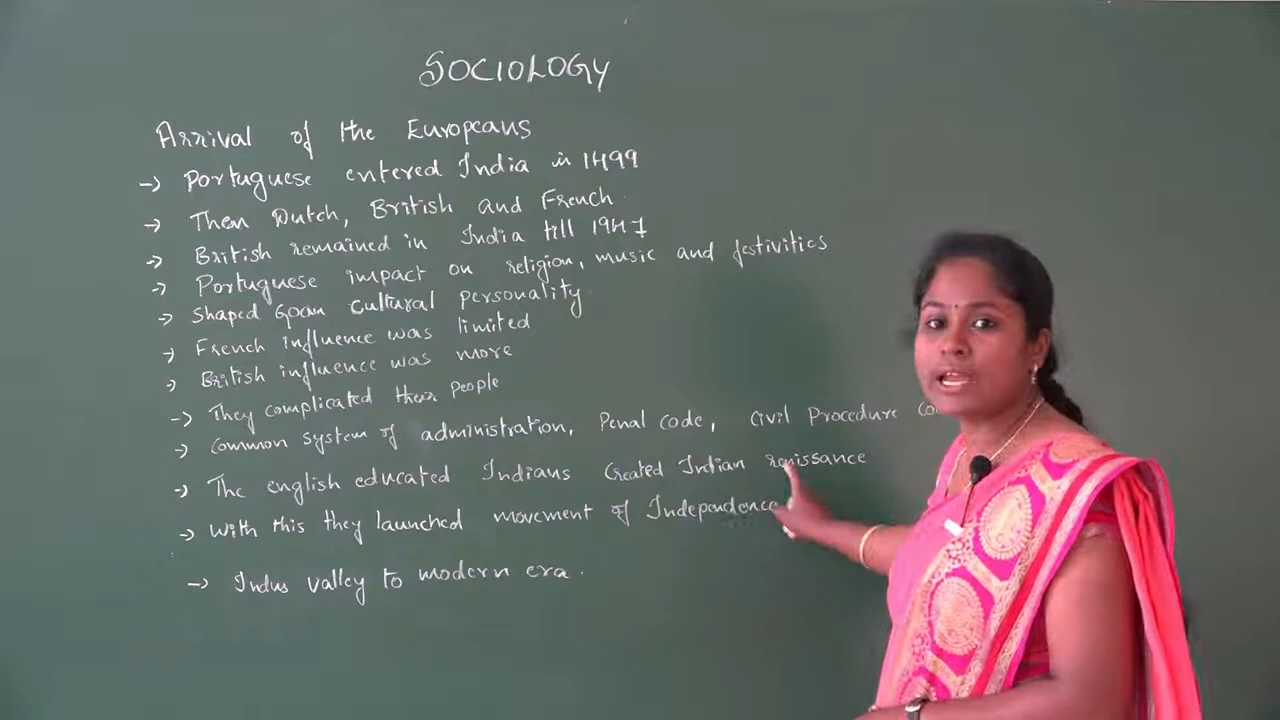 SOCIOLOGY
Arrival of the Europeans
-> Portuguese entered India in 1499
-> Then Dutch, British and French.
-> British remained in India till 1947
-> Portuguese impact on religion, music and festivities
-> Shaped Goan cultural personality
-> French influence was limited
-> British influence was more
-> They complicated their people
-> Common system of administration, Penal code, Civil Procedure co
-> The english educated Indians created Indian renissance
-> With this they launched movement of Independence
-> Indus valley to modern era.